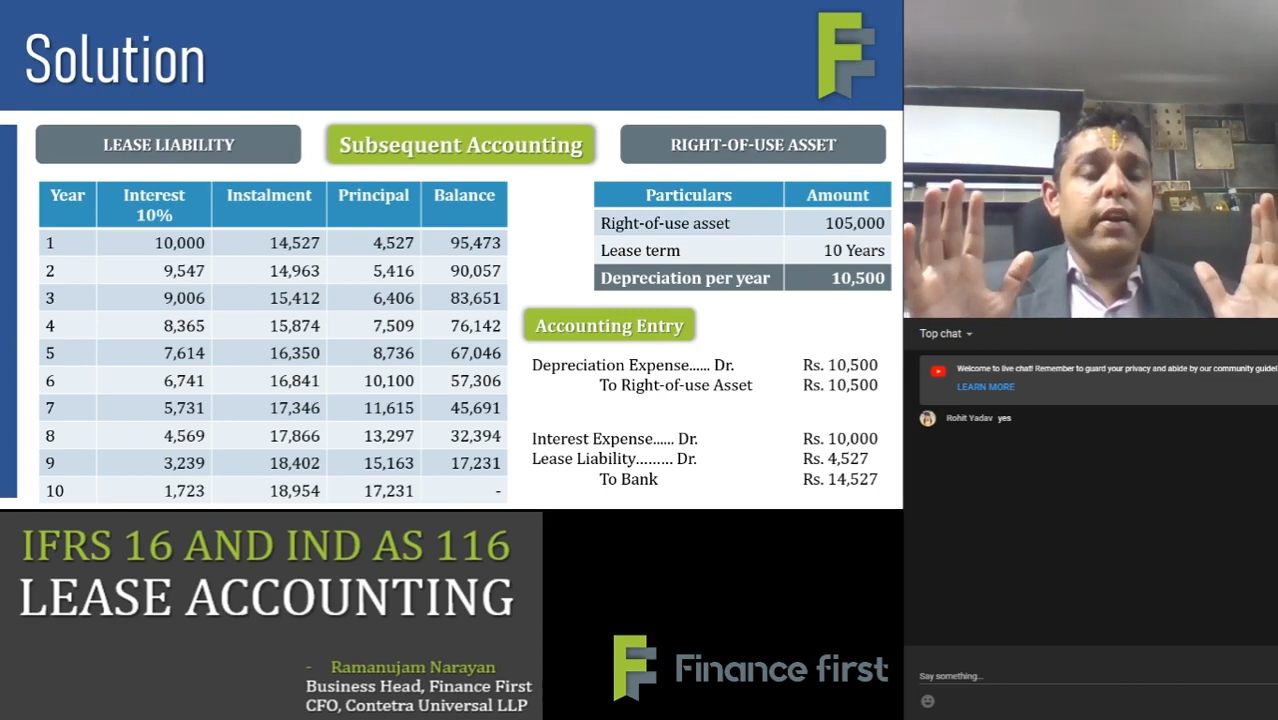 Solution
LEASE LIABILITY
Subsequent Accounting
RIGHT-OF-USE ASSET
Year Interest 10% Instalment Principal Balance
1 10,000 14,527 4,527 95,473
2 9,547 14,963 5,416 90,057
3 9,006 15,412 6,406 83,651
4 8,365 15,874 7,509 76,142
5 7,614 16,350 8,736 67,046
6 6,741 16,841 10,100 57,306
7 5,731 17,346 11,615 45,691
8 4,569 17,866 13,297 32,394
9 3,239 18,402 15,163 17,231
10 1,723 18,954 17,231 -
Particulars Amount
Right-of-use asset 105,000
Lease term 10 Years
Depreciation per year 10,500
Accounting Entry
Depreciation Expense...... Dr. Rs. 10,500
To Right-of-use Asset Rs. 10,500
Interest Expense...... Dr. Rs. 10,000
Lease Liability......... Dr. Rs. 4,527
To Bank Rs. 14,527
IFRS 16 AND IND AS 116
LEASE ACCOUNTING
- Ramanujam Narayan
Business Head, Finance First
CFO, Contetra Universal LLP
Finance first
Top chat
Welcome to live chat! Remember to guard your privacy and abide by our community guidel
LEARN MORE
Rohit Yadav yes
Say something...